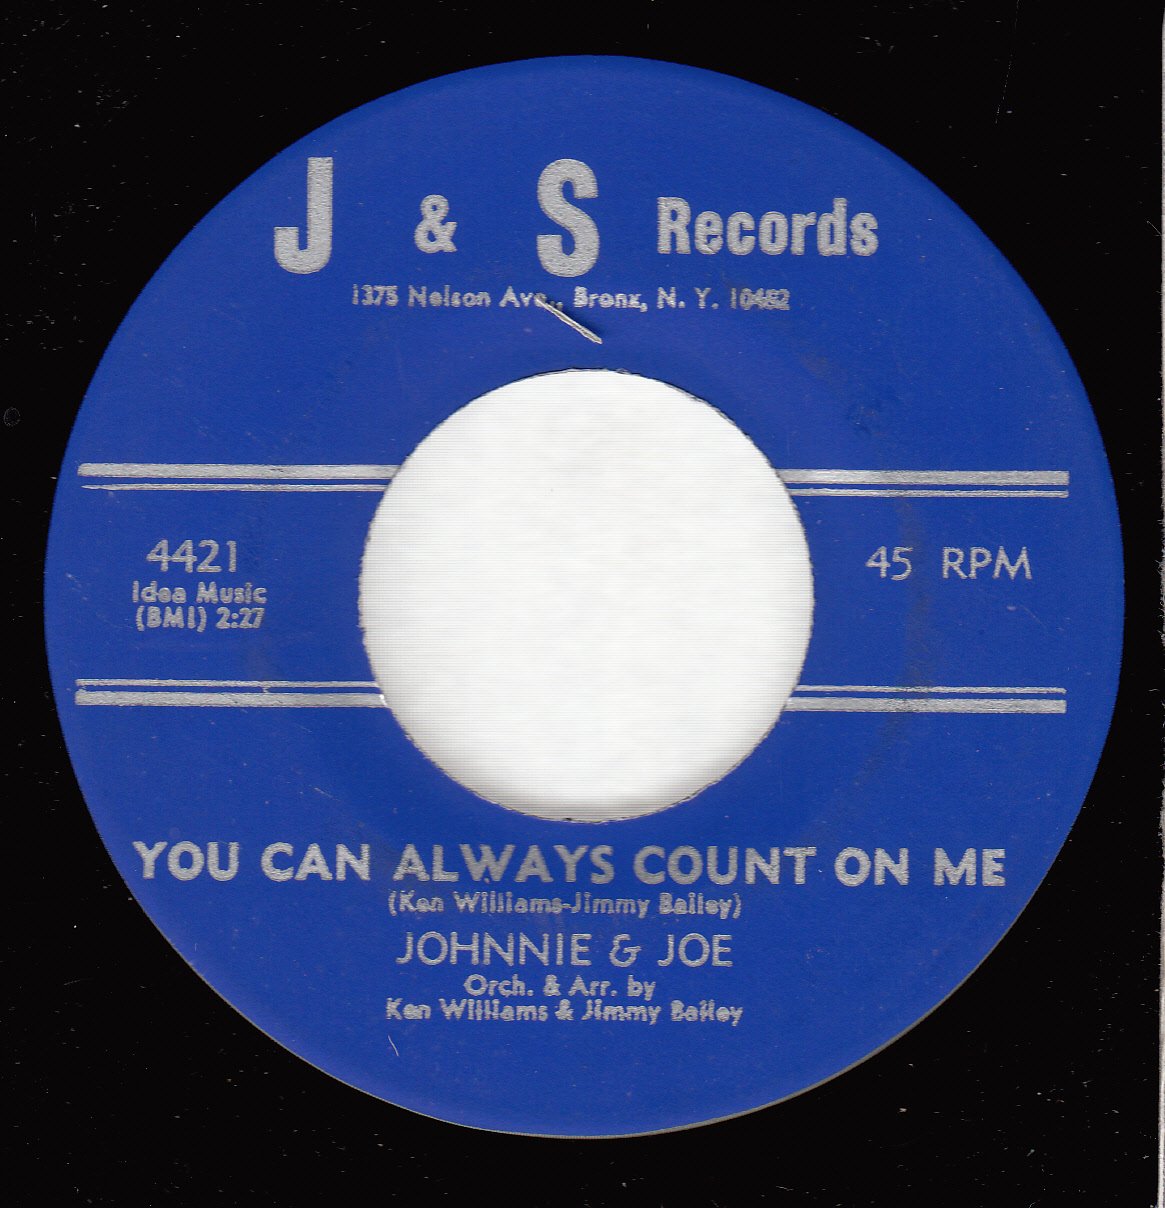 J & S Records
1375 Nelson Ave., Bronx, N. Y. 10452
4421
Idea Music
(BMI) 2:27
45 RPM
YOU CAN ALWAYS COUNT ON ME
(Ken Williams-Jimmy Bailey)
JOHNNIE & JOE
Orch. & Arr. by
Ken Williams & Jimmy Bailey